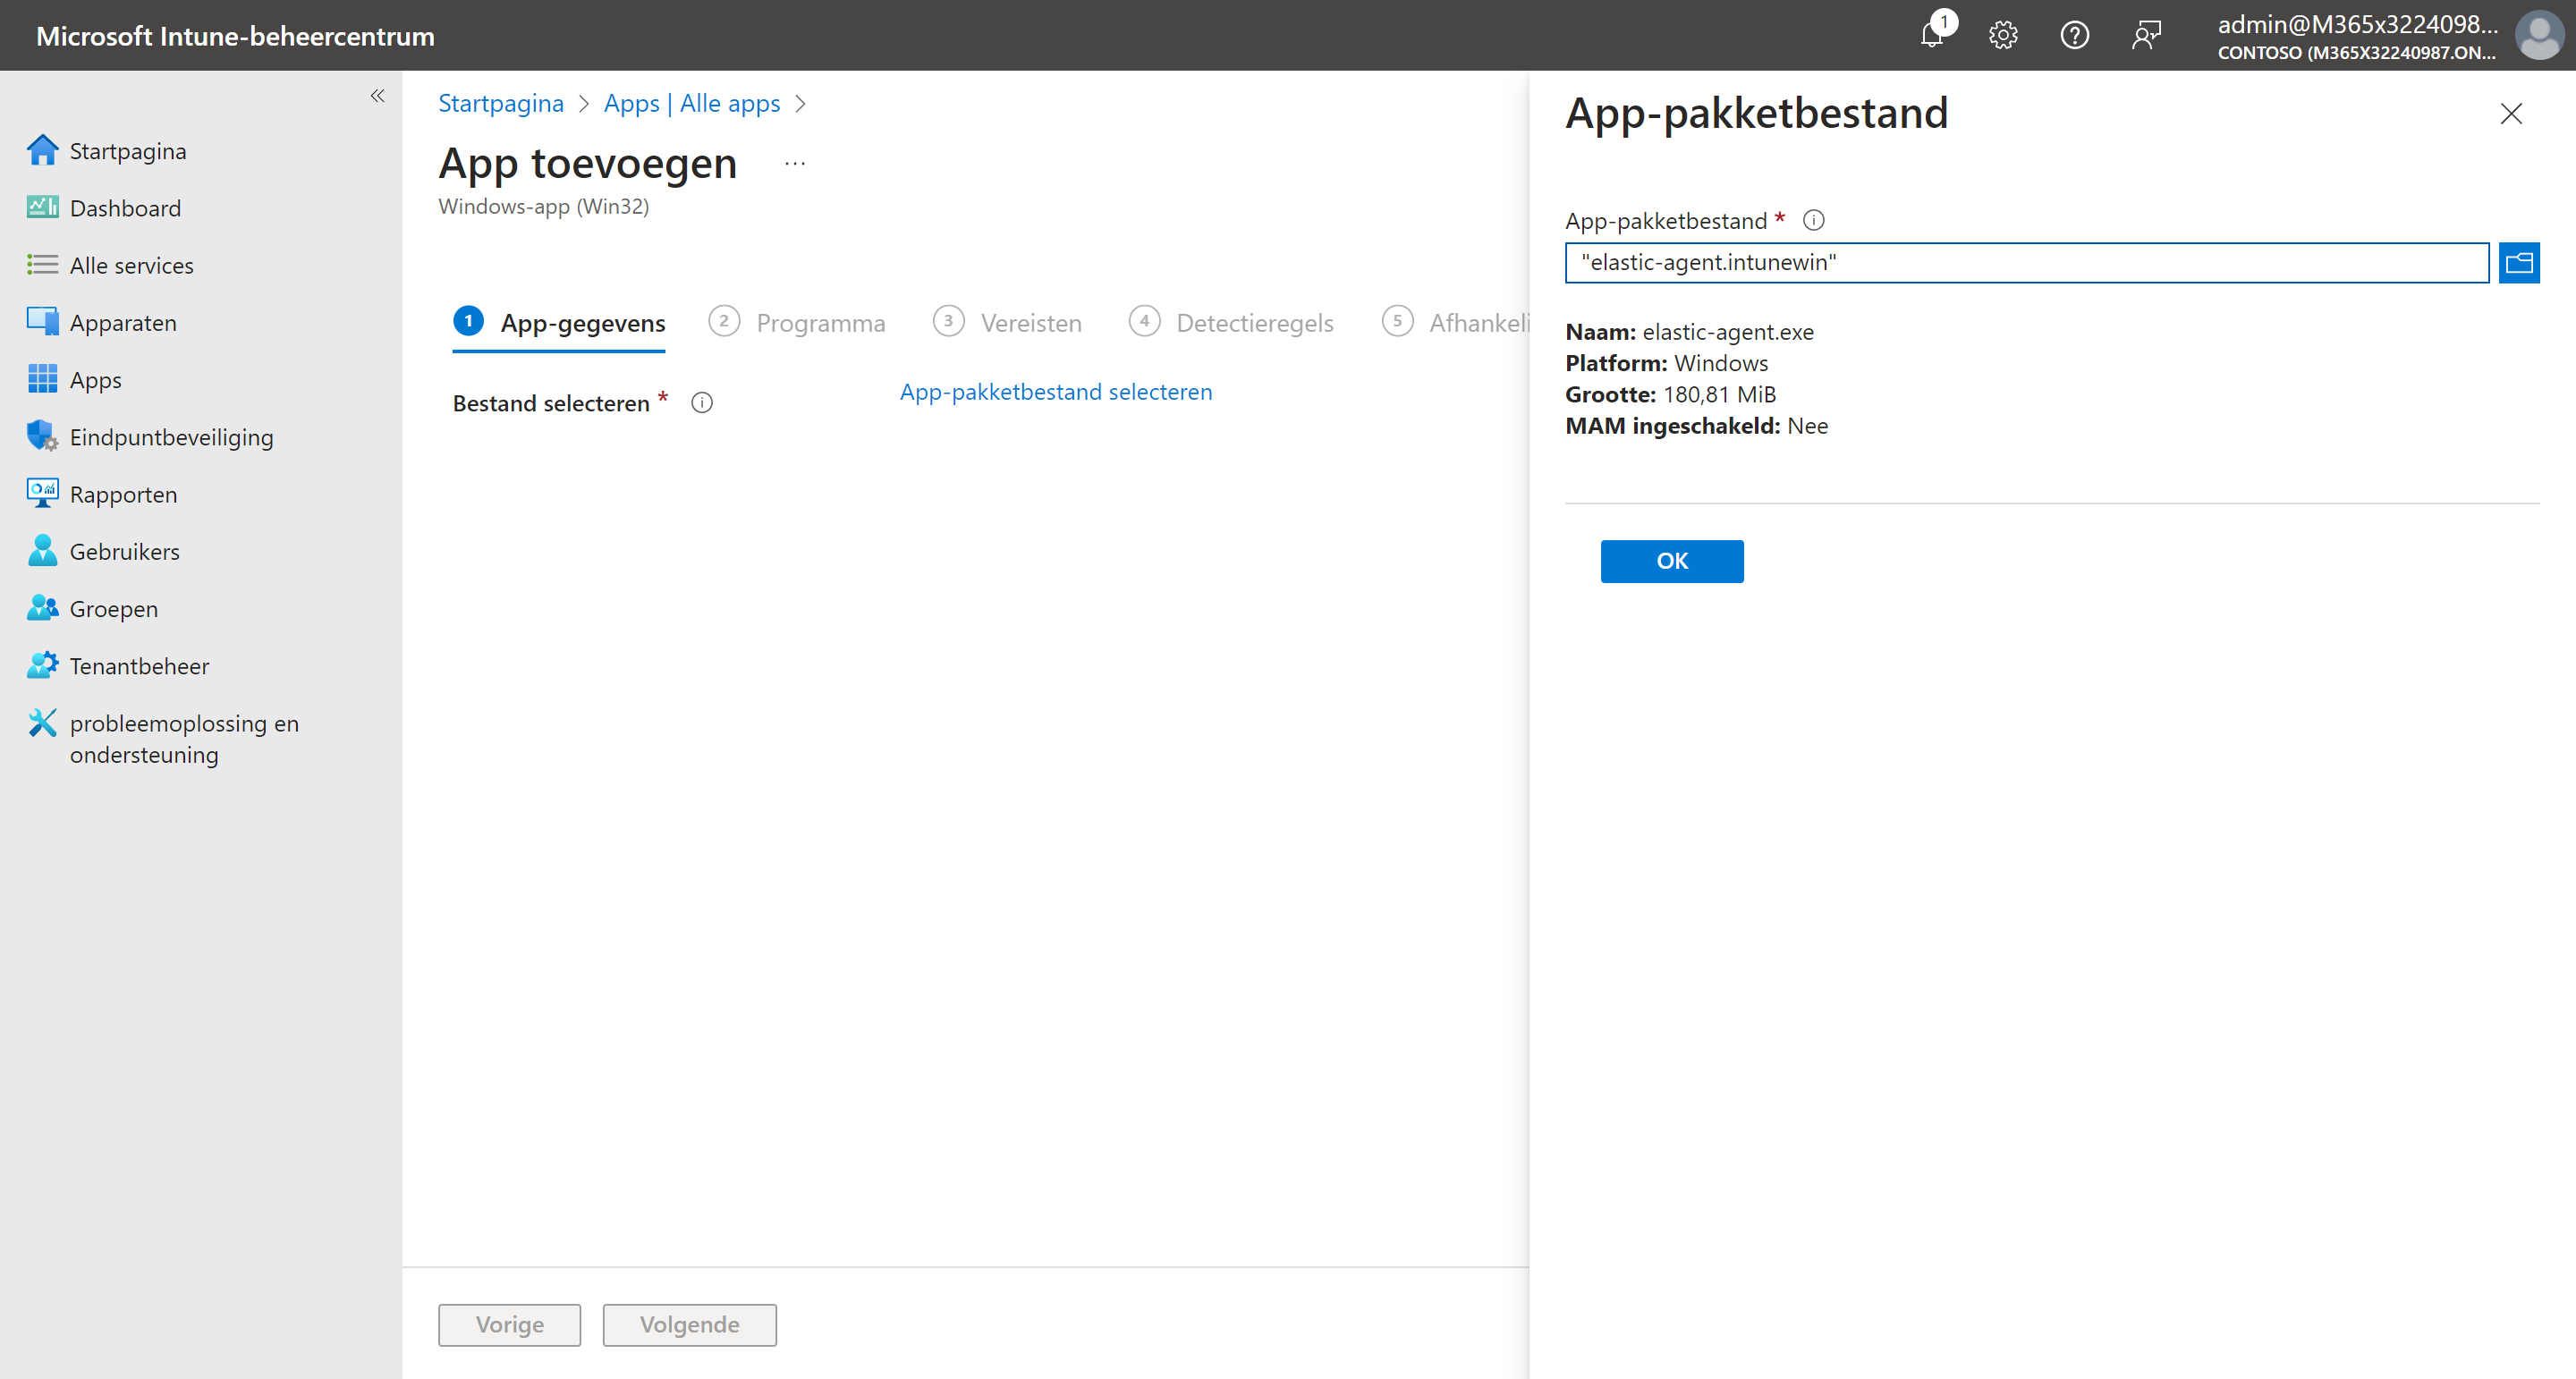 Microsoft Intune-beheercentrum
1
admin@M365x3224098...
CONTOSO (M365X32240987.ON...
Startpagina
Dashboard
Alle services
Apparaten
Apps
Eindpuntbeveiliging
Rapporten
Gebruikers
Groepen
Tenantbeheer
probleemoplossing en
ondersteuning
Startpagina > Apps | Alle apps >
App toevoegen ...
Windows-app (Win32)
1 App-gegevens 2 Programma 3 Vereisten 4 Detectieregels 5 Afhankeli
Bestand selecteren *
App-pakketbestand selecteren
Vorige
Volgende
App-pakketbestand
App-pakketbestand *
"elastic-agent.intunewin"
Naam: elastic-agent.exe
Platform: Windows
Grootte: 180,81 MiB
MAM ingeschakeld: Nee
OK